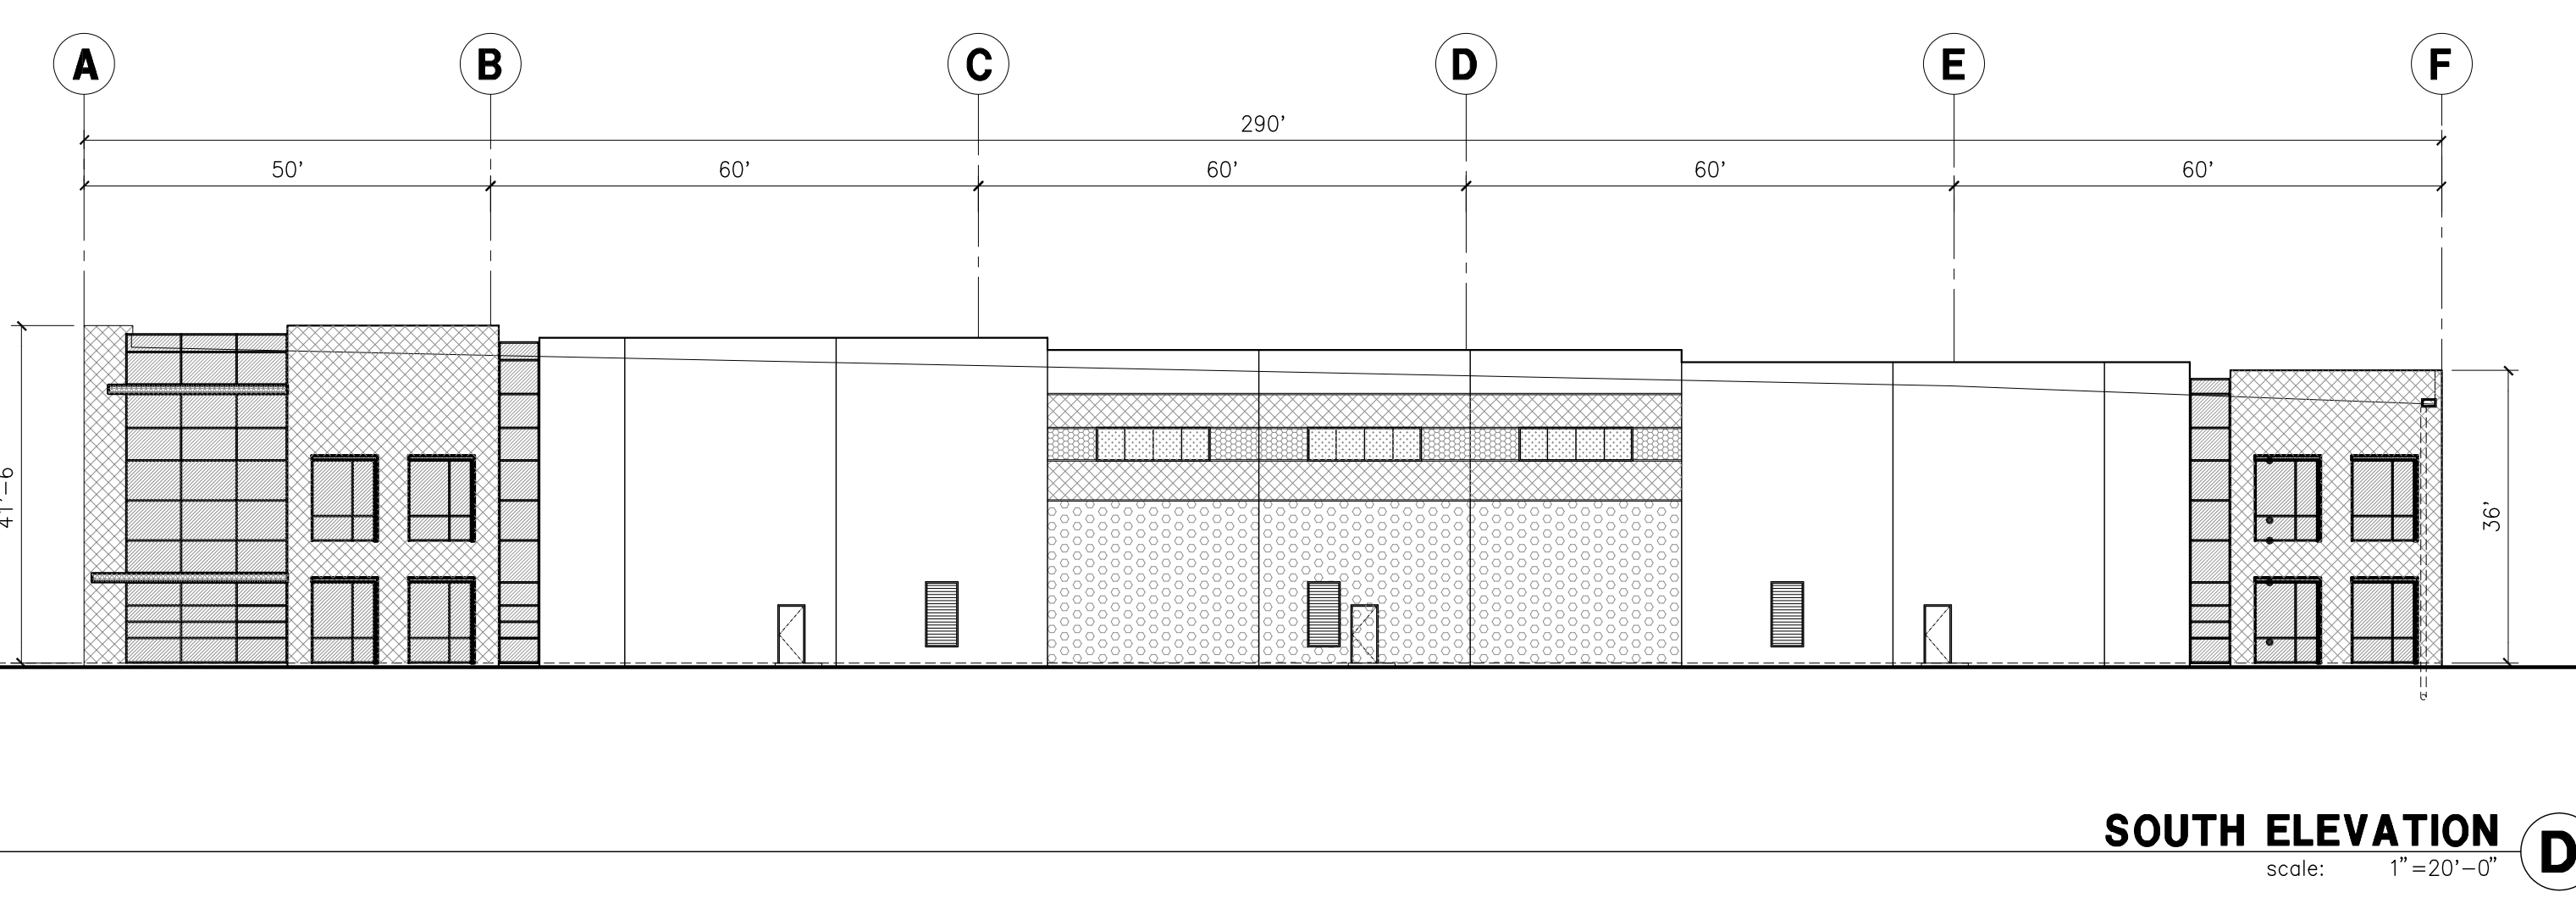 A B C D E F
290'
50' 60' 60' 60' 60'
41'-6
36'
SOUTH ELEVATION
scale: 1"=20'-0"
D